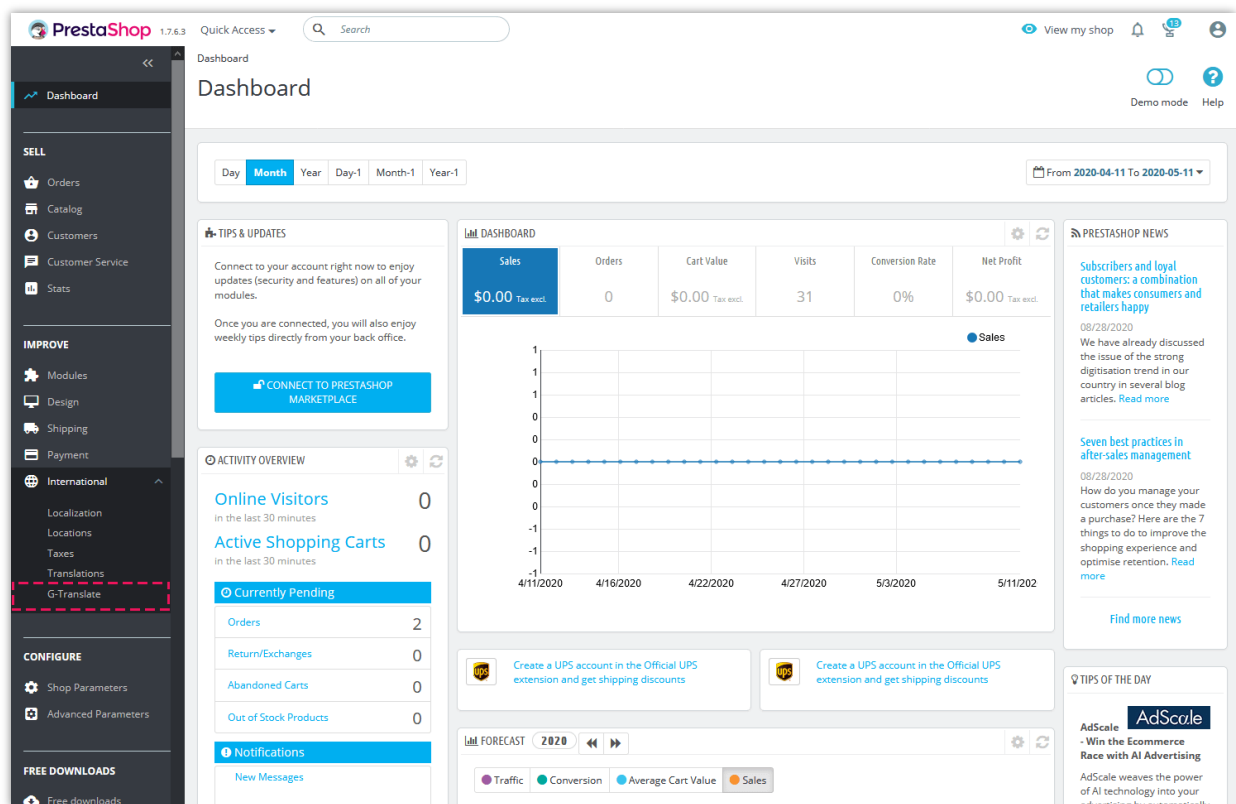 PrestaShop 1.7.6.3
Quick Access
Search
View my shop
13
Dashboard
Dashboard
Demo mode
Help
Dashboard
SELL
Orders
Catalog
Customers
Customer Service
Stats
IMPROVE
Modules
Design
Shipping
Payment
International
Localization
Locations
Taxes
Translations
G-Translate
CONFIGURE
Shop Parameters
Advanced Parameters
FREE DOWNLOADS
Free downloads
Day Month Year Day-1 Month-1 Year-1
From 2020-04-11 To 2020-05-11
TIPS & UPDATES
Connect to your account right now to enjoy
updates (security and features) on all of your
modules.
Once you are connected, you will also enjoy
weekly tips directly from your back office.
CONNECT TO PRESTASHOP
MARKETPLACE
ACTIVITY OVERVIEW
Online Visitors 0
in the last 30 minutes
Active Shopping Carts 0
in the last 30 minutes
Currently Pending
Orders 2
Return/Exchanges 0
Abandoned Carts 0
Out of Stock Products 0
Notifications
New Messages
DASHBOARD
Sales Orders Cart Value Visits Conversion Rate Net Profit
$0.00 Tax excl. 0 $0.00 Tax excl. 31 0% $0.00 Tax excl.
Sales
1
1
1
0
0
0
0
0
-1
-1
-1
4/11/2020 4/16/2020 4/22/2020 4/27/2020 5/3/2020 5/11/202
ups
Create a UPS account in the Official UPS
extension and get shipping discounts
ups
Create a UPS account in the Official UPS
extension and get shipping discounts
FORECAST 2020
Traffic Conversion Average Cart Value Sales
PRESTASHOP NEWS
Subscribers and loyal
customers: a combination
that makes consumers and
retailers happy
08/28/2020
We have already discussed
the issue of the strong
digitisation trend in our
country in several blog
articles. Read more
Seven best practices in
after-sales management
08/28/2020
How do you manage your
customers once they made
a purchase? Here are the 7
things to do to improve the
shopping experience and
optimise retention. Read
more
Find more news
TIPS OF THE DAY
AdScale
AdScale
- Win the Ecommerce
Race with AI Advertising
AdScale weaves the power
of AI technology into your
advertising by automatically